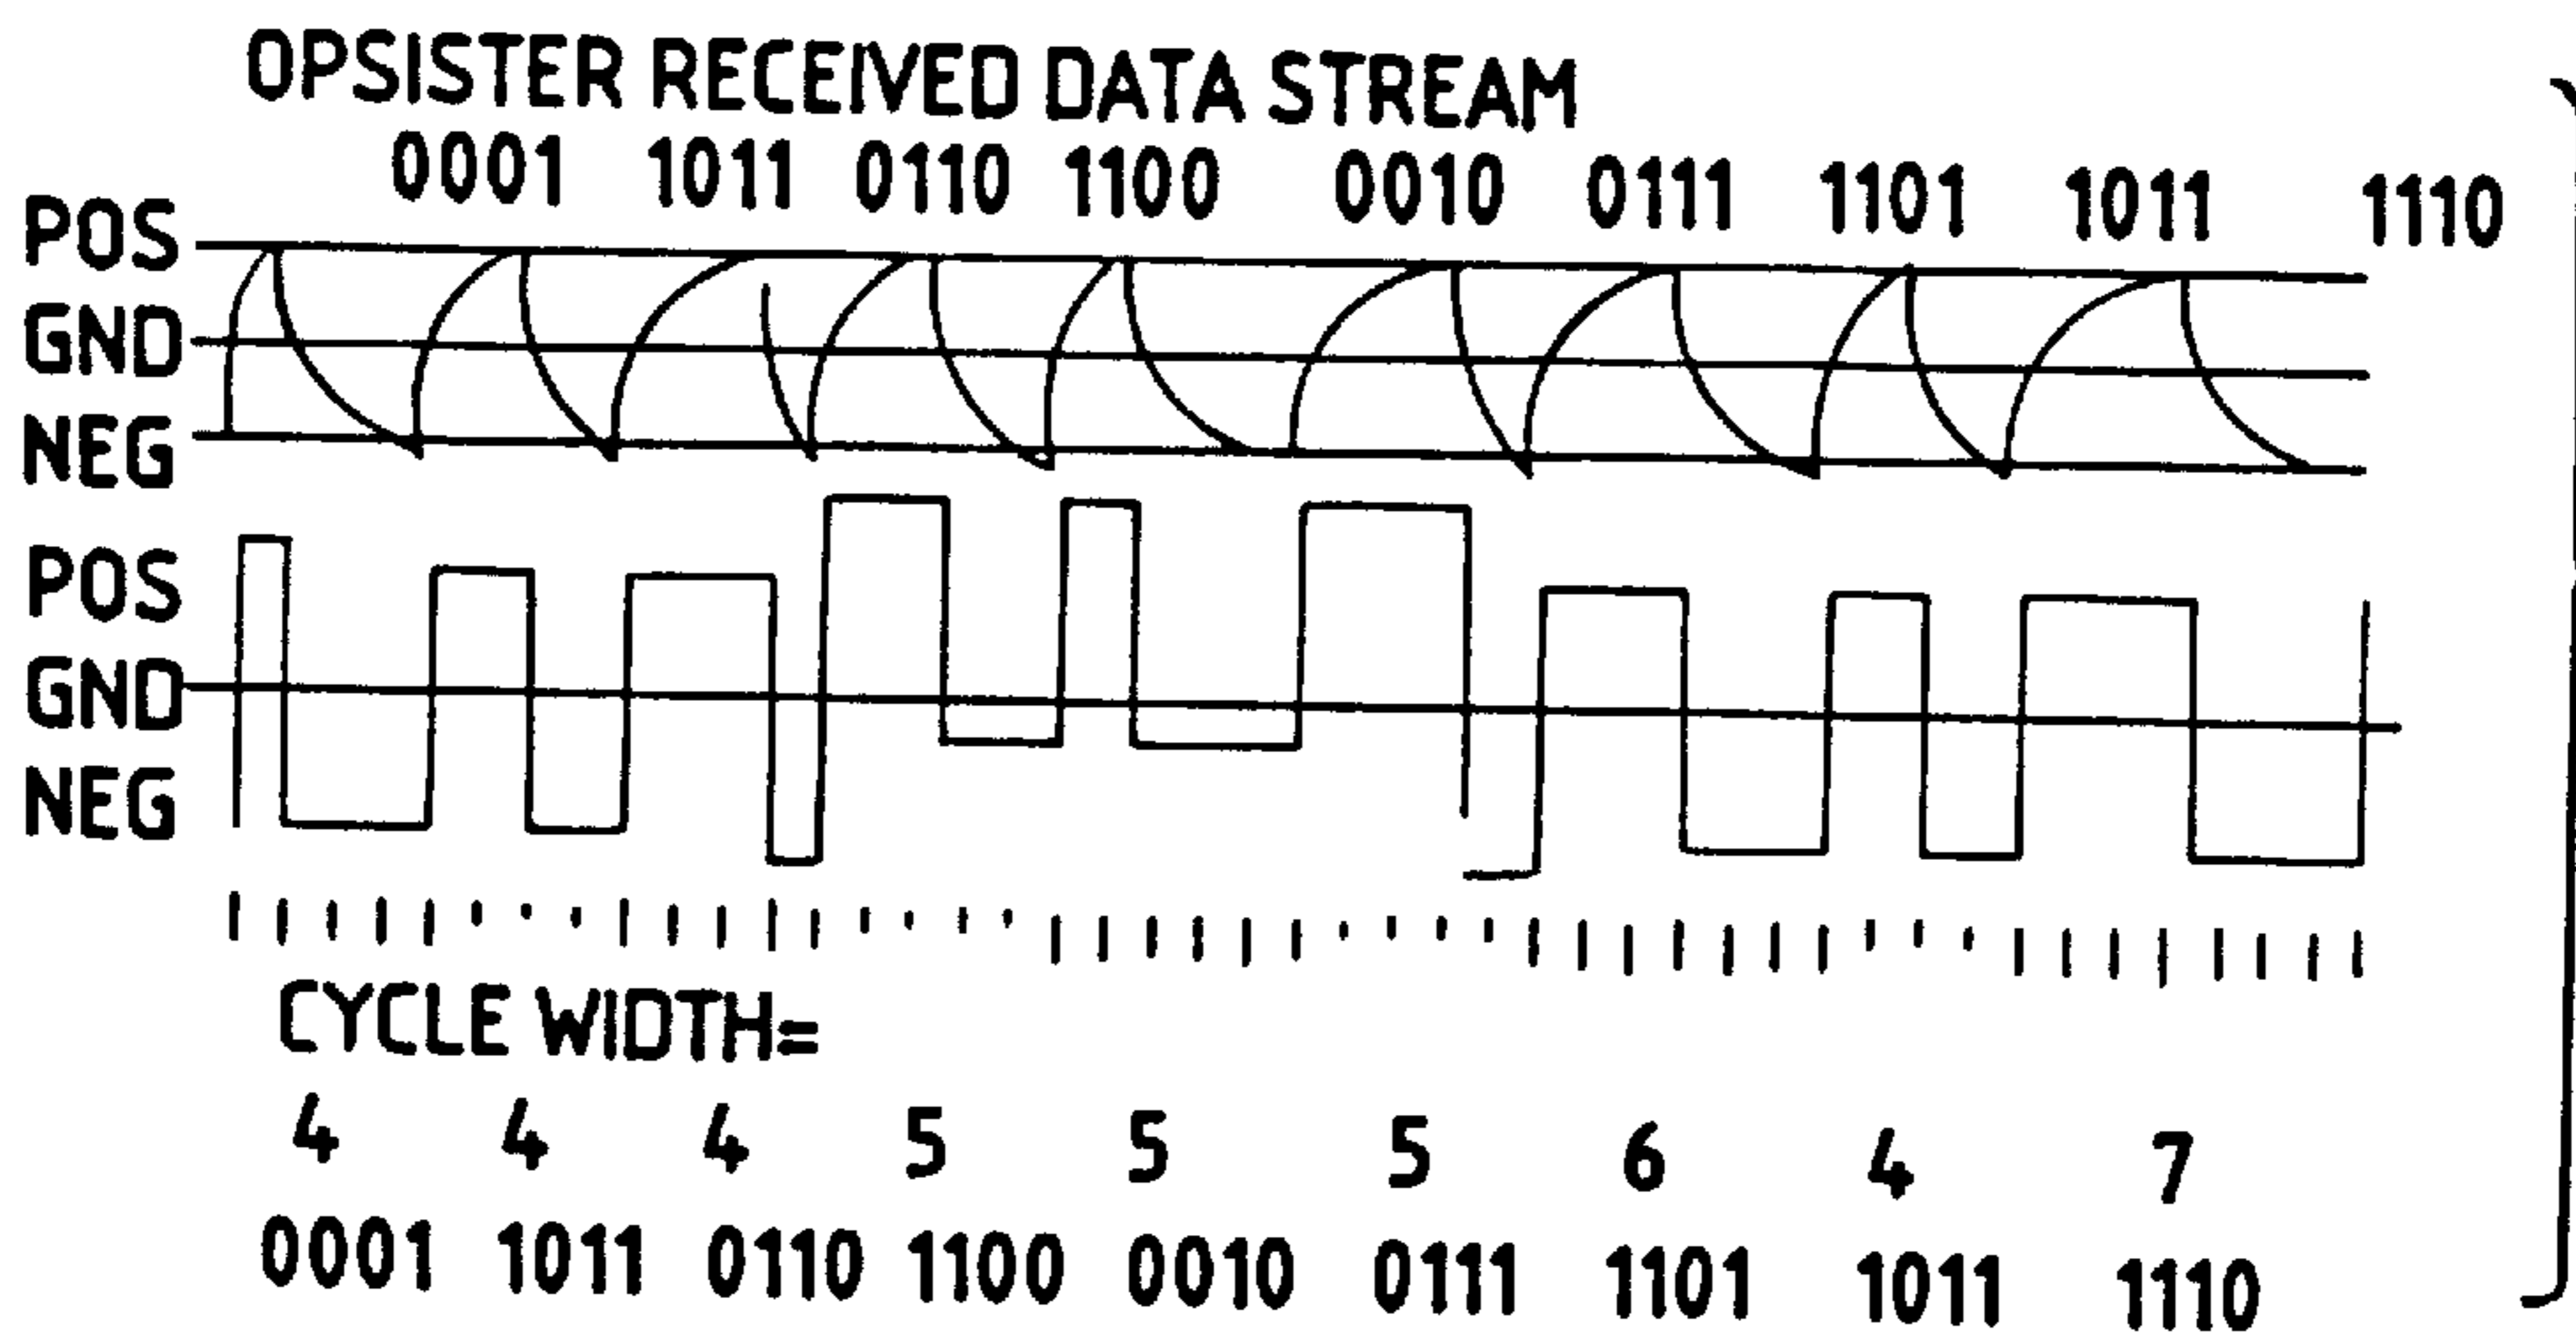 OPSISTER RECEIVED DATA STREAM
0001 1011 0110 1100 0010 0111 1101 1011 1110
POS
GND
NEG
POS
GND
NEG
CYCLE WIDTH=
4 4 4 5 5 5 6 4 7
0001 1011 0110 1100 0010 0111 1101 1011 1110